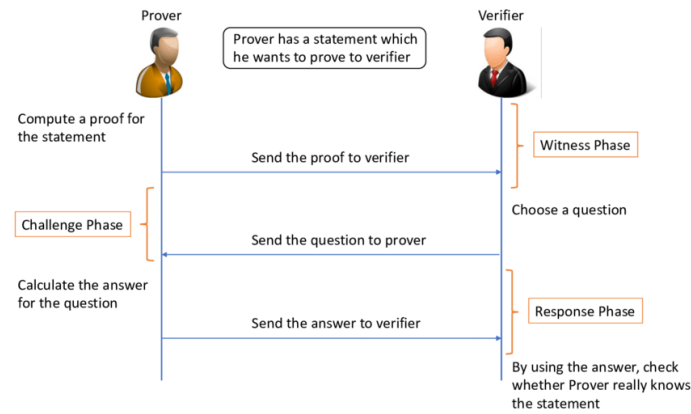 Prover
Verifier
Prover has a statement which
he wants to prove to verifier
Compute a proof for
the statement
Witness Phase
Send the proof to verifier
Choose a question
Challenge Phase
Send the question to prover
Calculate the answer
for the question
Response Phase
Send the answer to verifier
By using the answer, check
whether Prover really knows
the statement